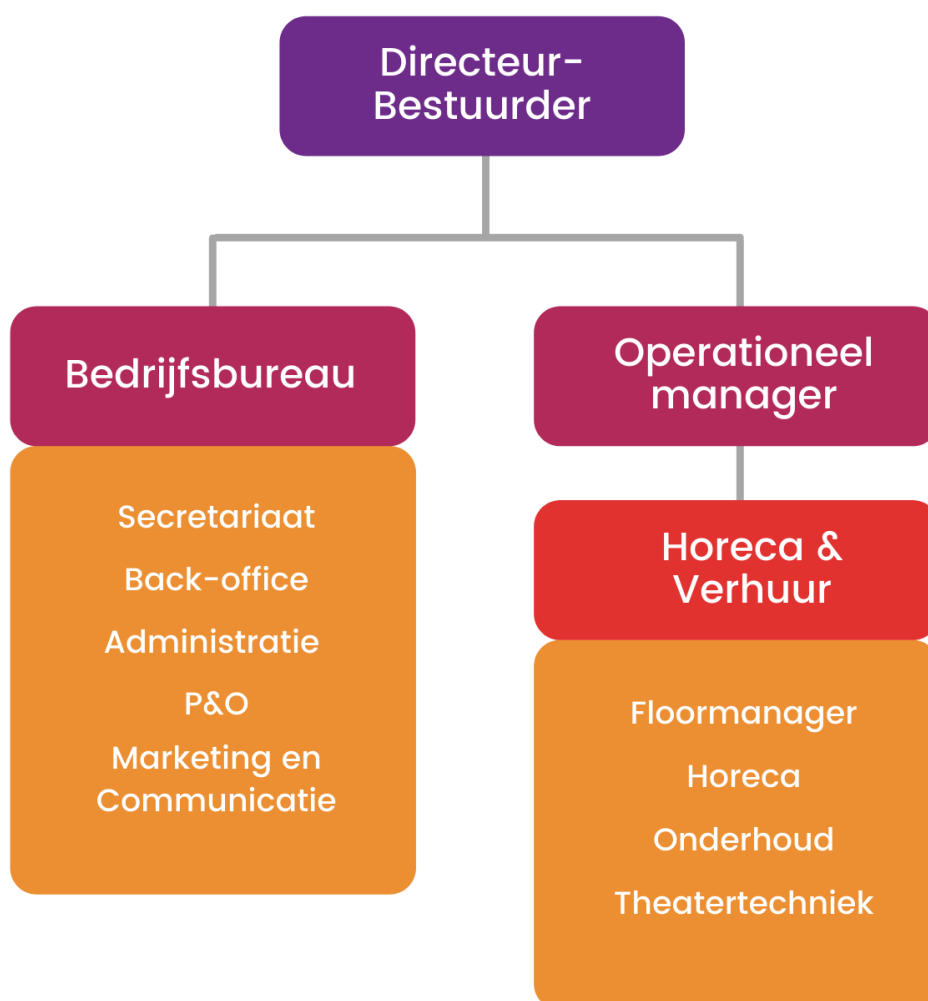 Directeur-
Bestuurder
Bedrijfsbureau
Secretariaat
Back-office
Administratie
P&O
Marketing en
Communicatie
Operationeel
manager
Horeca &
Verhuur
Floormanager
Horeca
Onderhoud
Theatertechniek